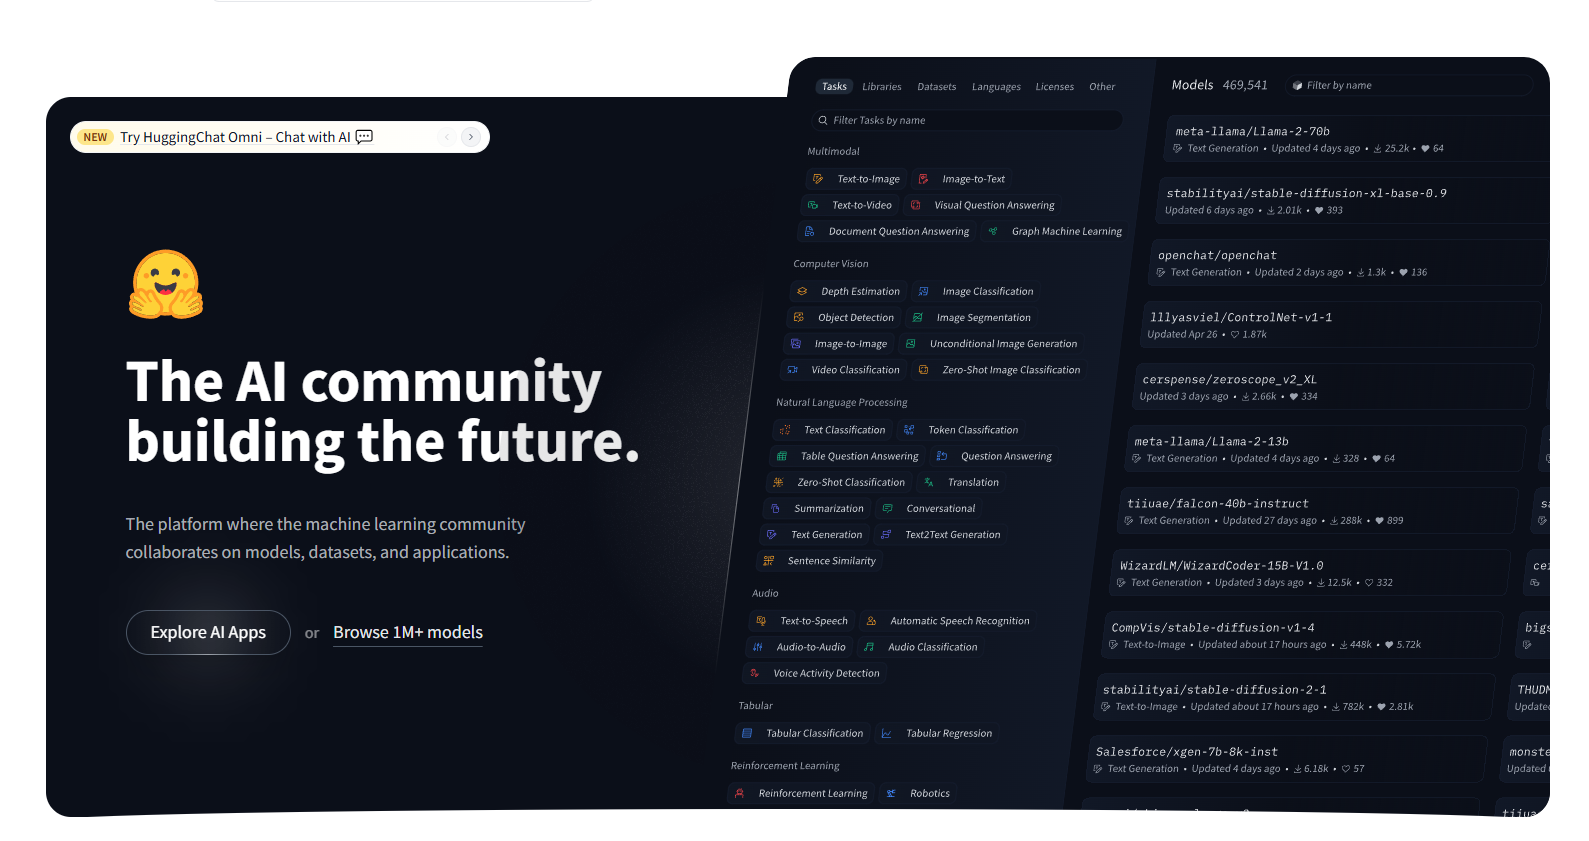 NEW Try HuggingChat Omni – Chat with AI 💬
The AI community
building the future.
The platform where the machine learning community
collaborates on models, datasets, and applications.
Explore AI Apps or Browse 1M+ models
Tasks Libraries Datasets Languages Licenses Other
Filter Tasks by name
Multimodal
Text-to-Image Image-to-Text
Text-to-Video Visual Question Answering
Document Question Answering Graph Machine Learning
Computer Vision
Depth Estimation Image Classification
Object Detection Image Segmentation
Image-to-Image Unconditional Image Generation
Video Classification Zero-Shot Image Classification
Natural Language Processing
Text Classification Token Classification
Table Question Answering Question Answering
Zero-Shot Classification Translation
Summarization Conversational
Text Generation Text2Text Generation
Sentence Similarity
Audio
Text-to-Speech Automatic Speech Recognition
Audio-to-Audio Audio Classification
Voice Activity Detection
Tabular
Tabular Classification Tabular Regression
Reinforcement Learning
Reinforcement Learning Robotics
Models 469,541 Filter by name
meta-llama/Llama-2-70b
Text Generation • Updated 4 days ago • 25.2k • 64
stabilityai/stable-diffusion-xl-base-0.9
Updated 6 days ago • 2.01k • 393
openchat/openchat
Text Generation • Updated 2 days ago • 1.3k • 136
lllyasviel/ControlNet-v1-1
Updated Apr 26 • 1.87k
cerspense/zeroscope_v2_XL
Updated 3 days ago • 2.66k • 334
meta-llama/Llama-2-13b
Text Generation • Updated 4 days ago • 328 • 64
tiiuae/falcon-40b-instruct
Text Generation • Updated 27 days ago • 288k • 899
WizardLM/WizardCoder-15B-V1.0
Text Generation • Updated 3 days ago • 12.5k • 332
CompVis/stable-diffusion-v1-4
Text-to-Image • Updated about 17 hours ago • 448k • 5.72k
stabilityai/stable-diffusion-2-1
Text-to-Image • Updated about 17 hours ago • 782k • 2.81k
Salesforce/xgen-7b-8k-inst
Text Generation • Updated 4 days ago • 6.18k • 57